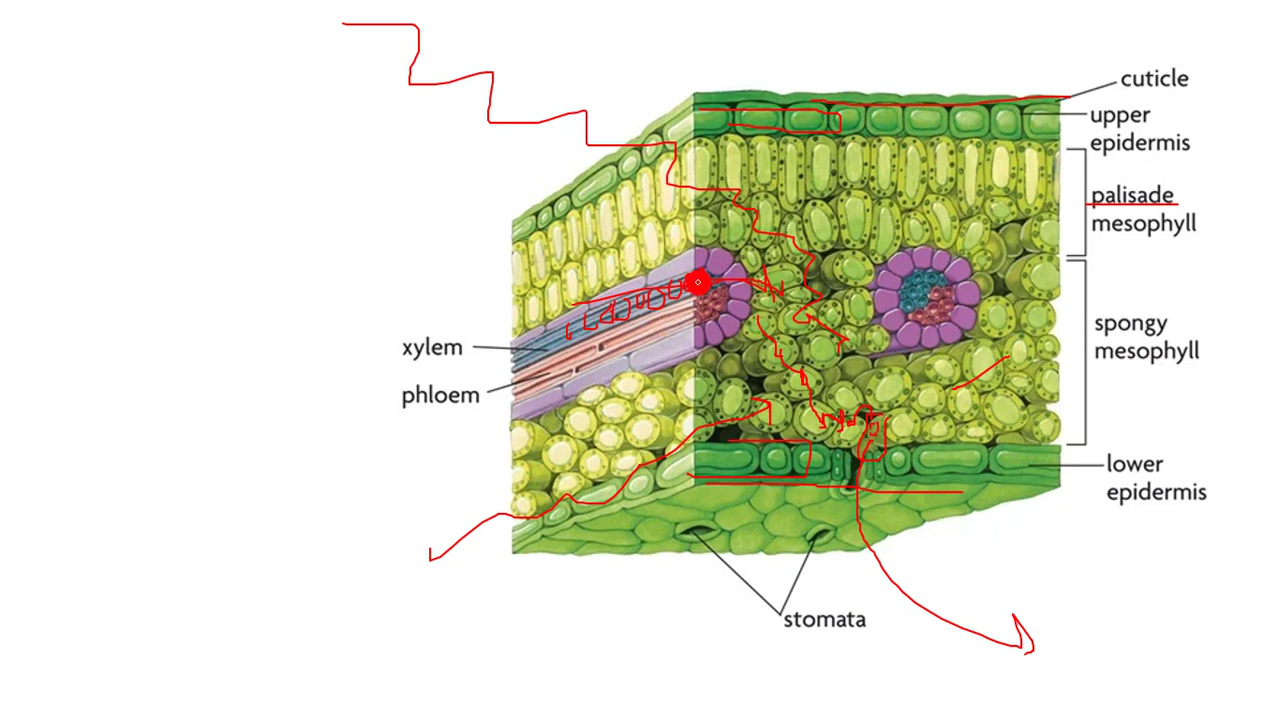 cuticle
upper
epidermis
palisade
mesophyll
xylem
phloem
spongy
mesophyll
lower
epidermis
stomata